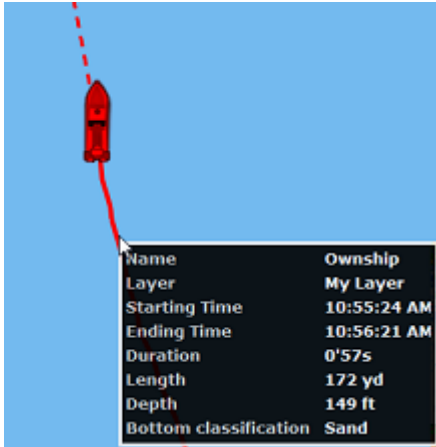 Name Ownship
Layer My Layer
Starting Time 10:55:24 AM
Ending Time 10:56:21 AM
Duration 0'57s
Length 172 yd
Depth 149 ft
Bottom classification Sand